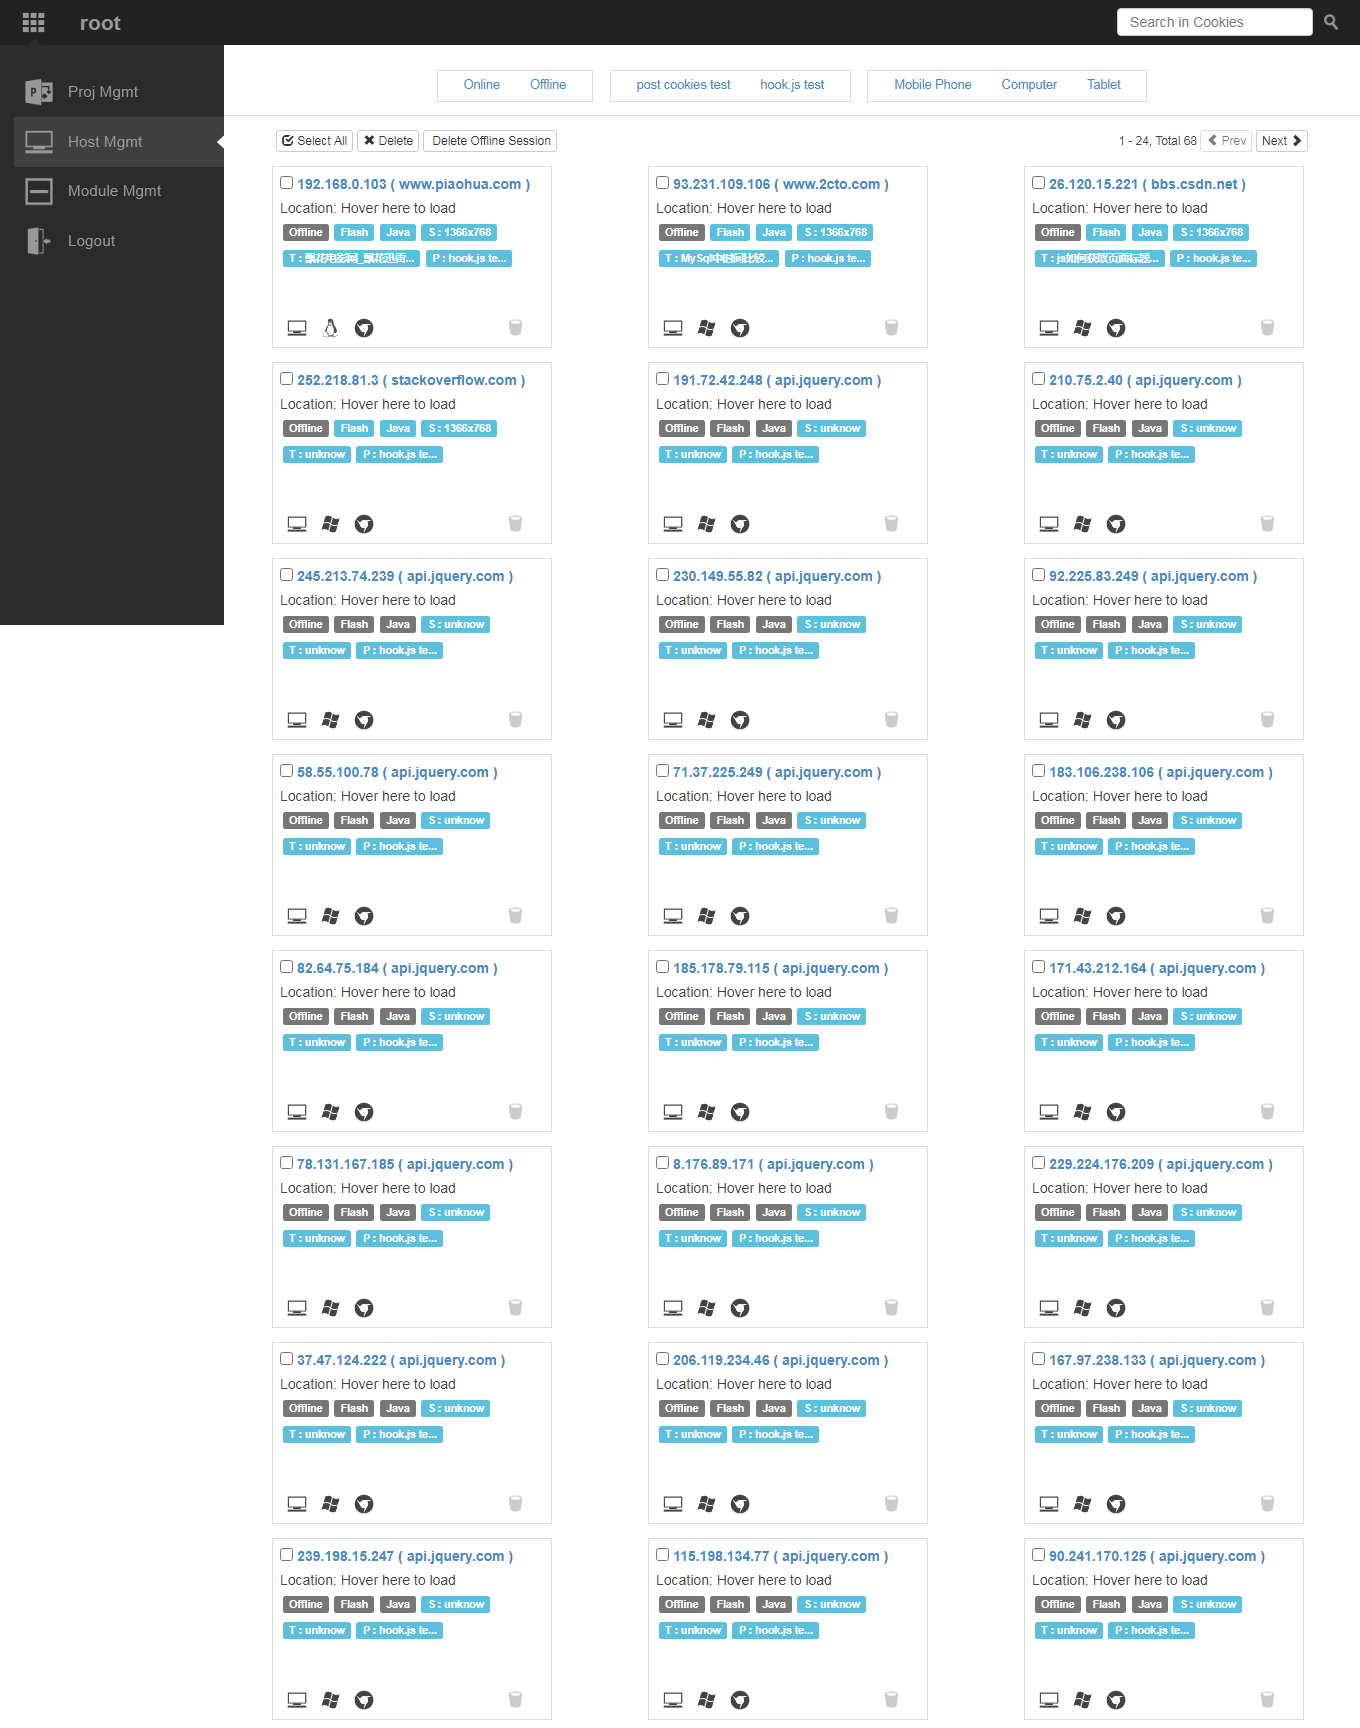 root
Search in Cookies
Proj Mgmt
Host Mgmt
Module Mgmt
Logout
Online Offline post cookies test hook.js test Mobile Phone Computer Tablet
Select All Delete Delete Offline Session 1 - 24, Total 68 Prev Next
192.168.0.103 ( www.piaohua.com )
Location: Hover here to load
Offline Flash Java S : 1366x768
T : 飘花电影网_飘花迅雷... P : hook.js te...
93.231.109.106 ( www.2cto.com )
Location: Hover here to load
Offline Flash Java S : 1366x768
T : MySql中时间比较... P : hook.js te...
26.120.15.221 ( bbs.csdn.net )
Location: Hover here to load
Offline Flash Java S : 1366x768
T : js如何获取页面标题... P : hook.js te...
252.218.81.3 ( stackoverflow.com )
Location: Hover here to load
Offline Flash Java S : 1366x768
T : unknow P : hook.js te...
191.72.42.248 ( api.jquery.com )
Location: Hover here to load
Offline Flash Java S : unknow
T : unknow P : hook.js te...
210.75.2.40 ( api.jquery.com )
Location: Hover here to load
Offline Flash Java S : unknow
T : unknow P : hook.js te...
245.213.74.239 ( api.jquery.com )
Location: Hover here to load
Offline Flash Java S : unknow
T : unknow P : hook.js te...
230.149.55.82 ( api.jquery.com )
Location: Hover here to load
Offline Flash Java S : unknow
T : unknow P : hook.js te...
92.225.83.249 ( api.jquery.com )
Location: Hover here to load
Offline Flash Java S : unknow
T : unknow P : hook.js te...
58.55.100.78 ( api.jquery.com )
Location: Hover here to load
Offline Flash Java S : unknow
T : unknow P : hook.js te...
71.37.225.249 ( api.jquery.com )
Location: Hover here to load
Offline Flash Java S : unknow
T : unknow P : hook.js te...
183.106.238.106 ( api.jquery.com )
Location: Hover here to load
Offline Flash Java S : unknow
T : unknow P : hook.js te...
82.64.75.184 ( api.jquery.com )
Location: Hover here to load
Offline Flash Java S : unknow
T : unknow P : hook.js te...
185.178.79.115 ( api.jquery.com )
Location: Hover here to load
Offline Flash Java S : unknow
T : unknow P : hook.js te...
171.43.212.164 ( api.jquery.com )
Location: Hover here to load
Offline Flash Java S : unknow
T : unknow P : hook.js te...
78.131.167.185 ( api.jquery.com )
Location: Hover here to load
Offline Flash Java S : unknow
T : unknow P : hook.js te...
8.176.89.171 ( api.jquery.com )
Location: Hover here to load
Offline Flash Java S : unknow
T : unknow P : hook.js te...
229.224.176.209 ( api.jquery.com )
Location: Hover here to load
Offline Flash Java S : unknow
T : unknow P : hook.js te...
37.47.124.222 ( api.jquery.com )
Location: Hover here to load
Offline Flash Java S : unknow
T : unknow P : hook.js te...
206.119.234.46 ( api.jquery.com )
Location: Hover here to load
Offline Flash Java S : unknow
T : unknow P : hook.js te...
167.97.238.133 ( api.jquery.com )
Location: Hover here to load
Offline Flash Java S : unknow
T : unknow P : hook.js te...
239.198.15.247 ( api.jquery.com )
Location: Hover here to load
Offline Flash Java S : unknow
T : unknow P : hook.js te...
115.198.134.77 ( api.jquery.com )
Location: Hover here to load
Offline Flash Java S : unknow
T : unknow P : hook.js te...
90.241.170.125 ( api.jquery.com )
Location: Hover here to load
Offline Flash Java S : unknow
T : unknow P : hook.js te...